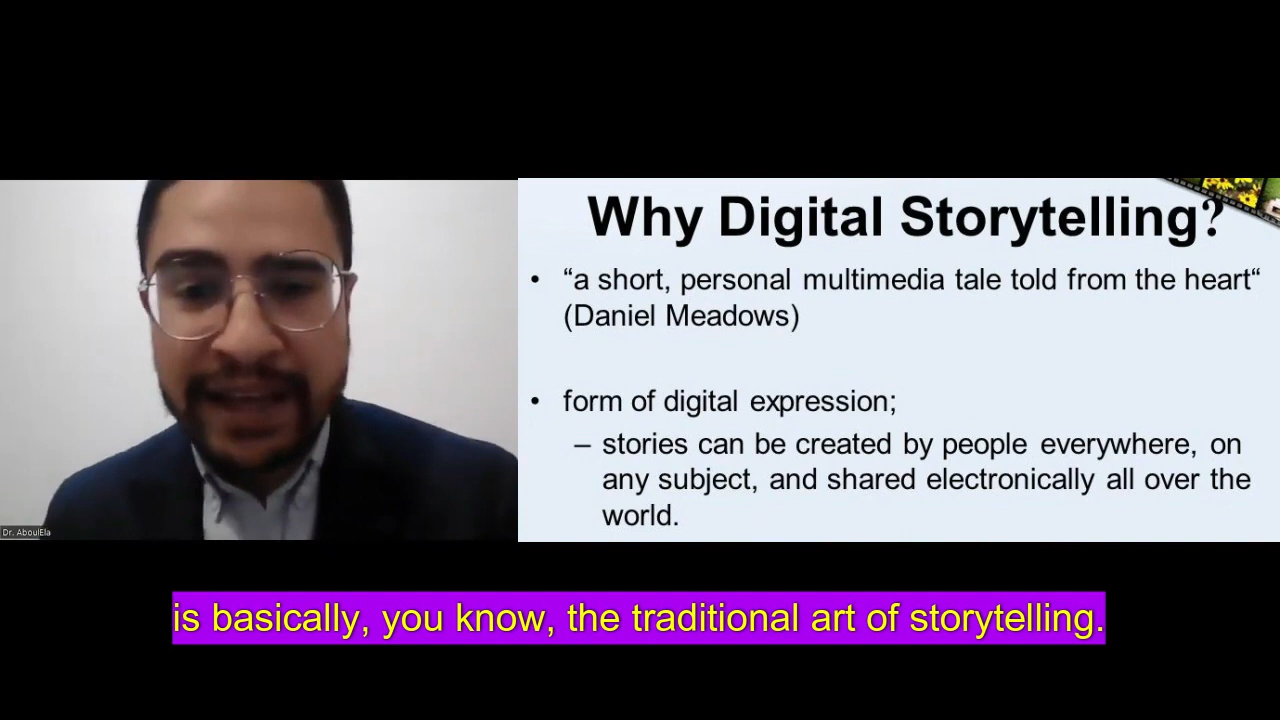 Why Digital Storytelling?
• “a short, personal multimedia tale told from the heart“
(Daniel Meadows)
• form of digital expression;
– stories can be created by people everywhere, on
any subject, and shared electronically all over the
world.
Dr. AboulEla
is basically, you know, the traditional art of storytelling.